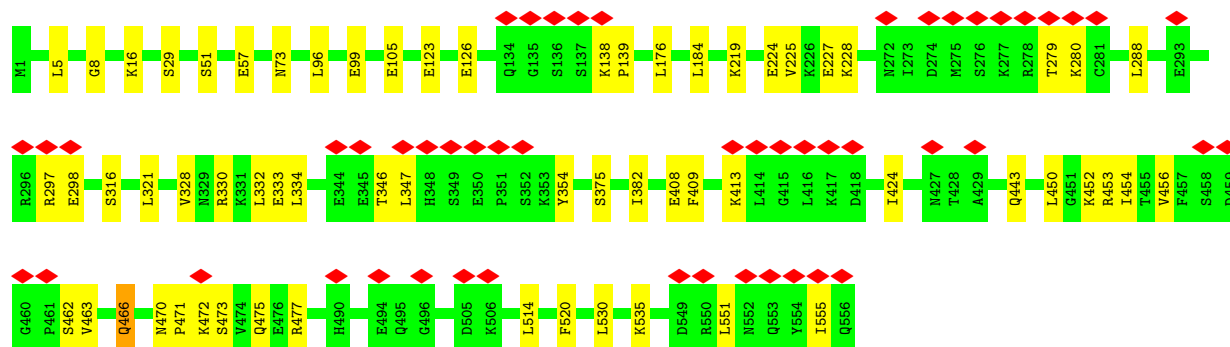 M1 L5 G8 K16 S29 S51 E57 N73 L96 E99 E105 E123 E126 Q134 G135 S136 S137 K138 P139 L176 L184 K219 E224 V225 K226 E227 K228 N272 I273 D274 M275 S276 K277 R278 T279 K280 C281 L288 E293
R296 R297 E298 S316 L321 V328 N329 R330 K331 L332 E333 L334 E344 E345 T346 L347 H348 S349 E350 P351 S352 K353 Y354 S375 I382 E408 F409 K413 L414 G415 L416 K417 D418 I424 N427 T428 A429 Q443 L450 G451 K452 R453 I454 T455 V456 F457 S458 D459
G460 P461 S462 V463 Q466 N470 P471 K472 S473 V474 Q475 E476 R477 H490 E494 Q495 G496 D505 K506 L514 F520 L530 K535 D549 R550 L551 N552 Q553 Y554 I555 Q556